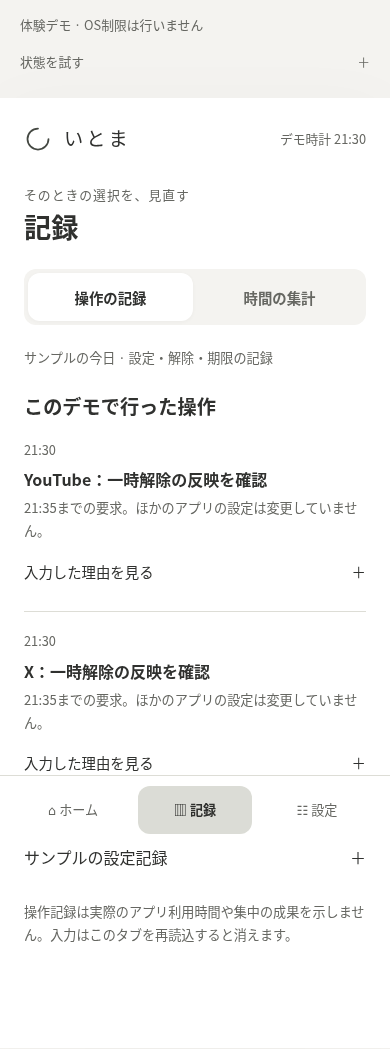 体験デモ · OS制限は行いません
状態を試す +
いとま
デモ時計 21:30
そのときの選択を、見直す
記録
操作の記録 時間の集計
サンプルの今日 · 設定・解除・期限の記録
このデモで行った操作
21:30
YouTube：一時解除の反映を確認
21:35までの要求。ほかのアプリの設定は変更していませ
ん。
入力した理由を見る +
21:30
X：一時解除の反映を確認
21:35までの要求。ほかのアプリの設定は変更していませ
ん。
入力した理由を見る +
⌂ ホーム ▥ 記録 ☷ 設定
サンプルの設定記録 +
操作記録は実際のアプリ利用時間や集中の成果を示しませ
ん。入力はこのタブを再読込すると消えます。